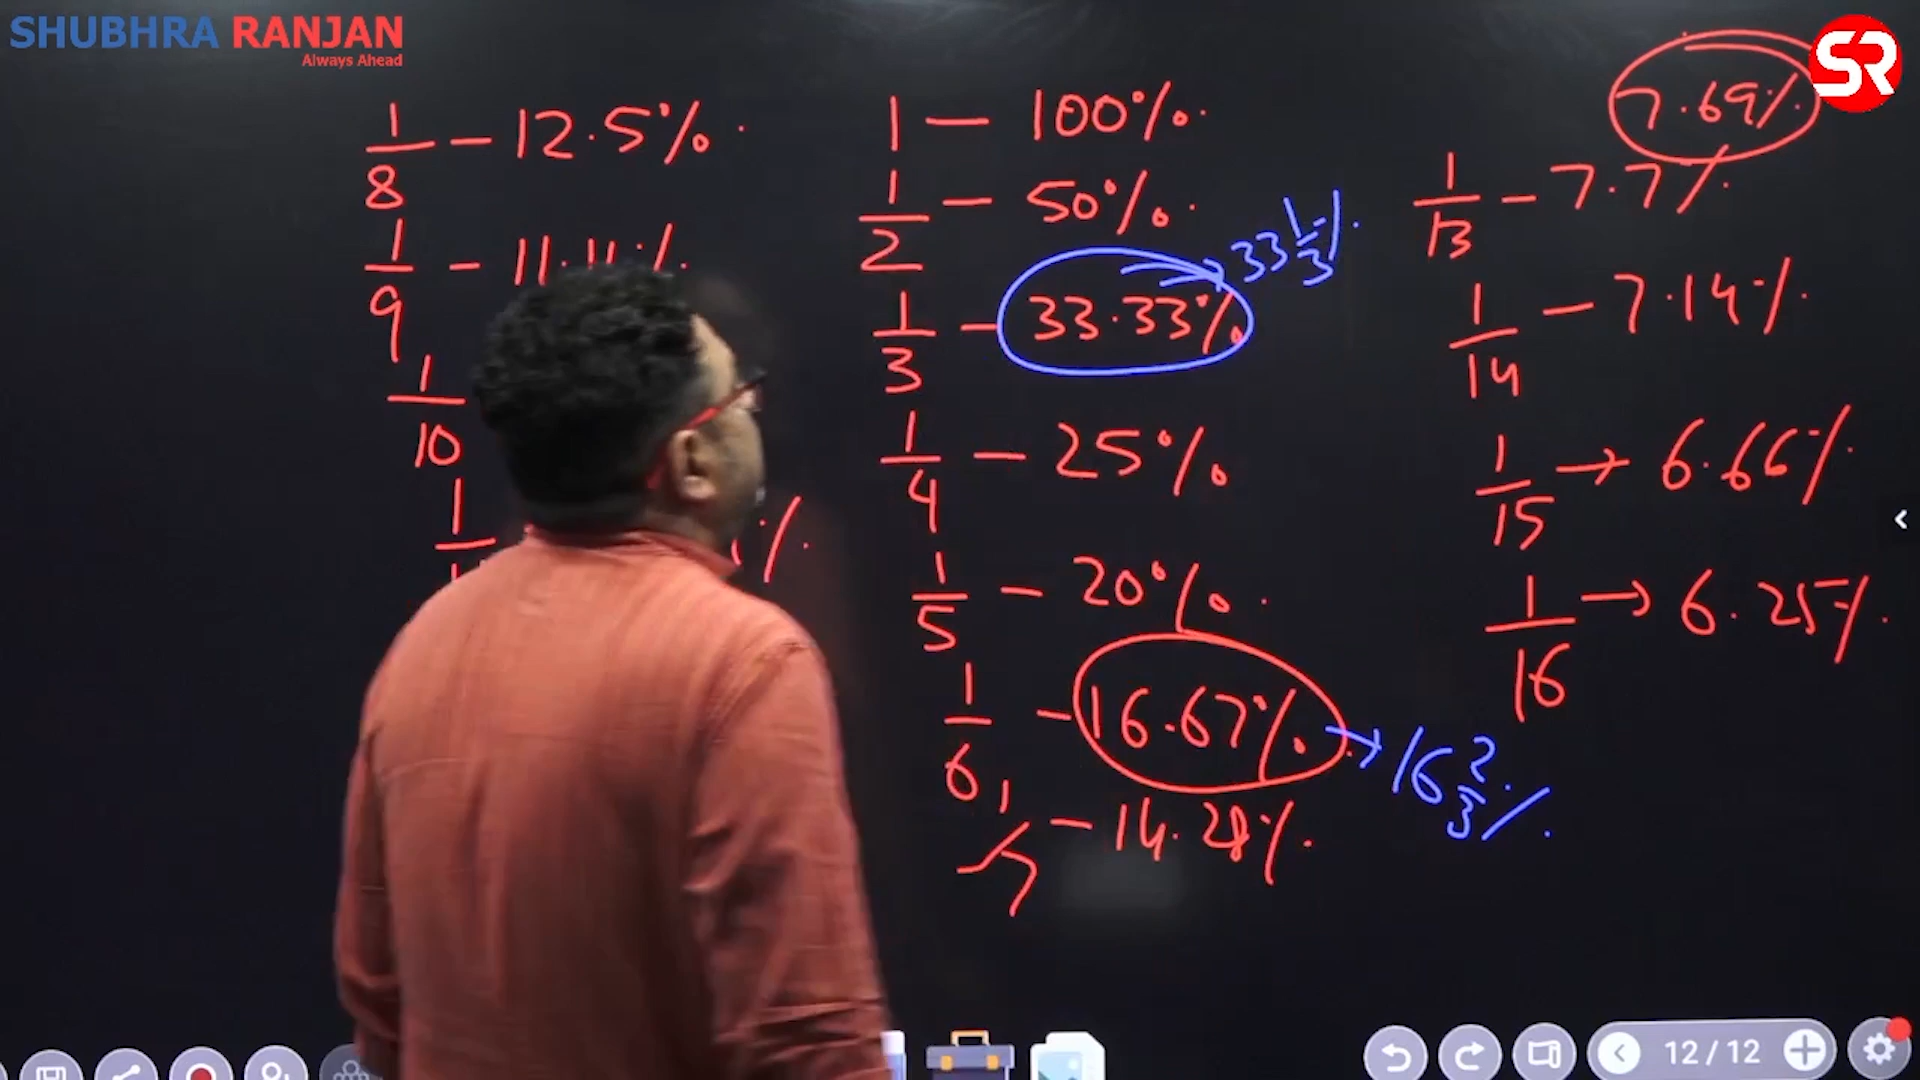 SHUBHRA RANJAN
Always Ahead
SR
1/8 - 12.5%.
1/9 - 11.11%.
1/10
1 - 100%.
1/2 - 50%.
1/3 - 33.33% → 33 1/3%.
1/4 - 25%
1/5 - 20%.
1/6 - 16.67% → 16 2/3%.
1/7 - 14.28%.
7.69%.
1/13 - 7.7%.
1/14 - 7.14%.
1/15 → 6.66%.
1/16 → 6.25%.
12/12